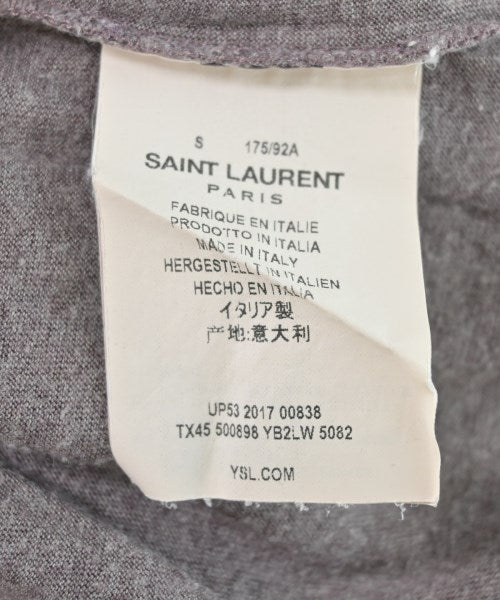 S 175/92A
SAINT LAURENT
PARIS
FABRIQUE EN ITALIE
PRODOTTO IN ITALIA
MADE IN ITALY
HERGESTELLT IN ITALIEN
HECHO EN ITALIA
イタリア製
产地:意大利
UP53 2017 00838
TX45 500898 YB2LW 5082
YSL.COM